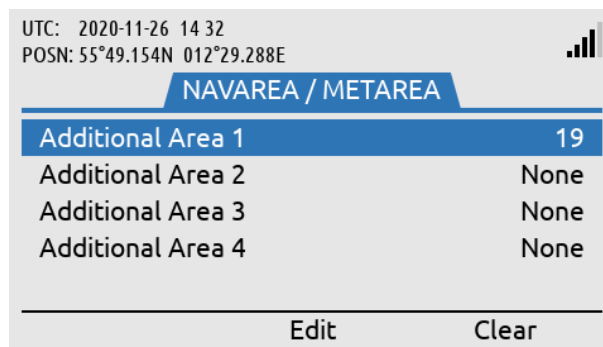 UTC: 2020-11-26 14 32
POSN: 55°49.154N 012°29.288E
NAVAREA / METAREA
Additional Area 1 19
Additional Area 2 None
Additional Area 3 None
Additional Area 4 None
Edit Clear